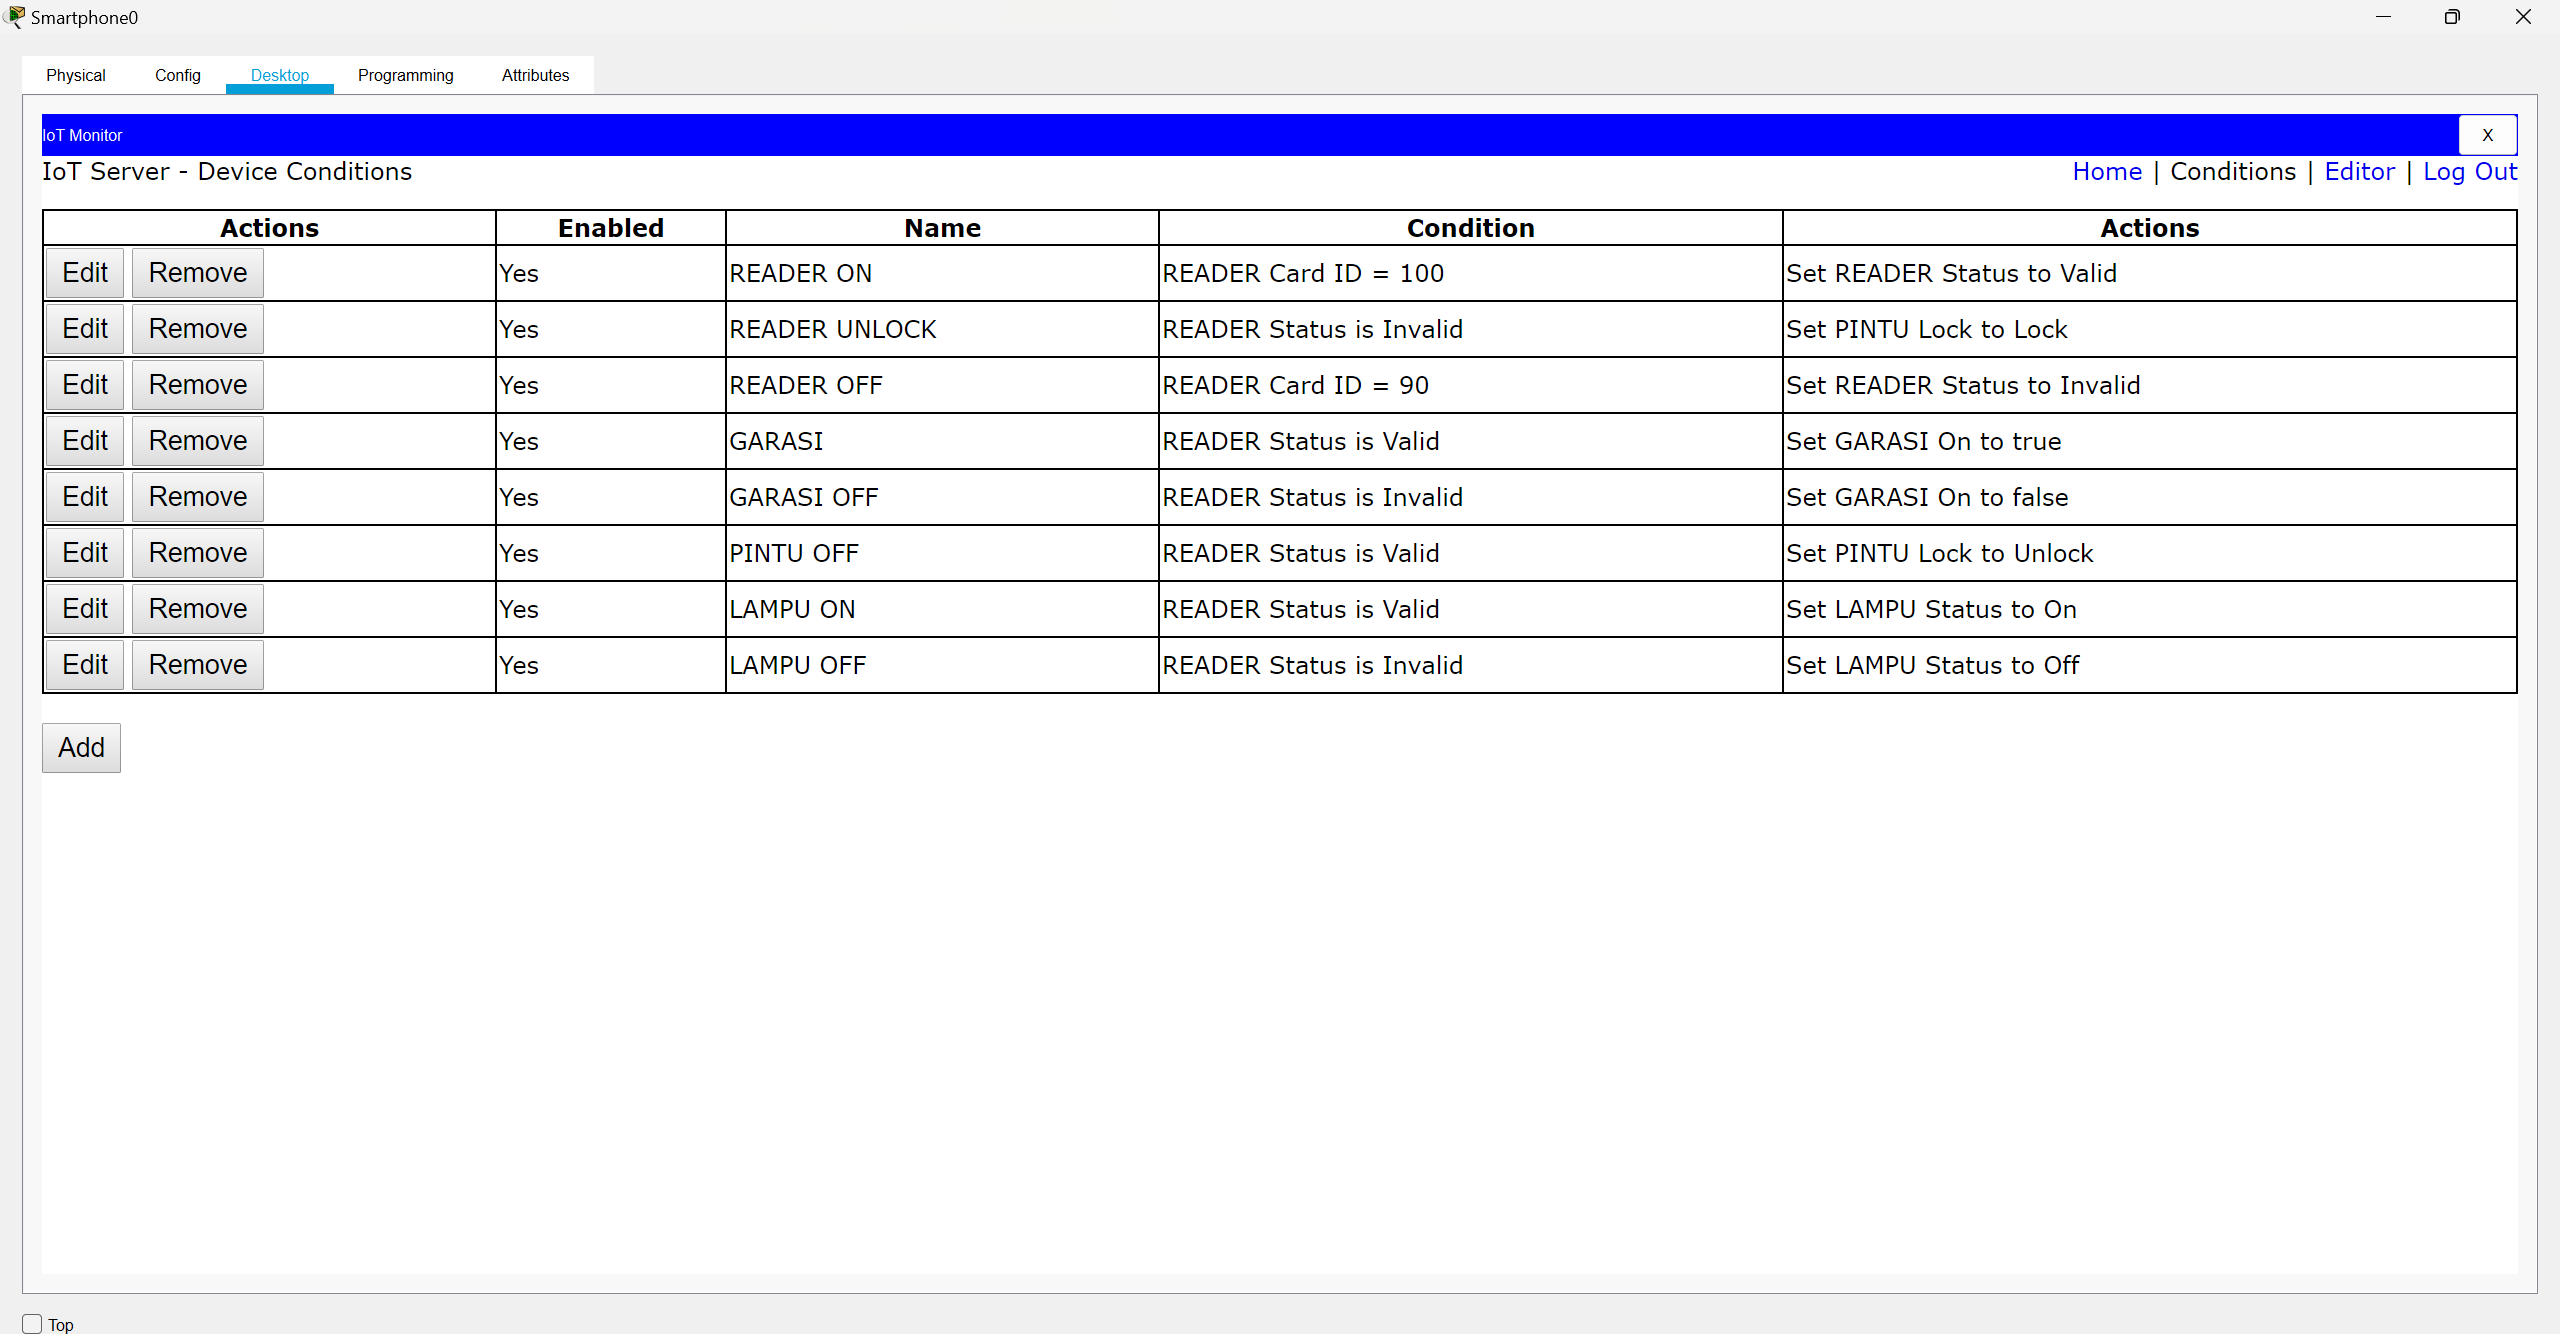 Smartphone0
Physical Config Desktop Programming Attributes
IoT Monitor X
IoT Server - Device Conditions Home | Conditions | Editor | Log Out
Actions Enabled Name Condition Actions
Edit Remove Yes READER ON READER Card ID = 100 Set READER Status to Valid
Edit Remove Yes READER UNLOCK READER Status is Invalid Set PINTU Lock to Lock
Edit Remove Yes READER OFF READER Card ID = 90 Set READER Status to Invalid
Edit Remove Yes GARASI READER Status is Valid Set GARASI On to true
Edit Remove Yes GARASI OFF READER Status is Invalid Set GARASI On to false
Edit Remove Yes PINTU OFF READER Status is Valid Set PINTU Lock to Unlock
Edit Remove Yes LAMPU ON READER Status is Valid Set LAMPU Status to On
Edit Remove Yes LAMPU OFF READER Status is Invalid Set LAMPU Status to Off
Add
Top